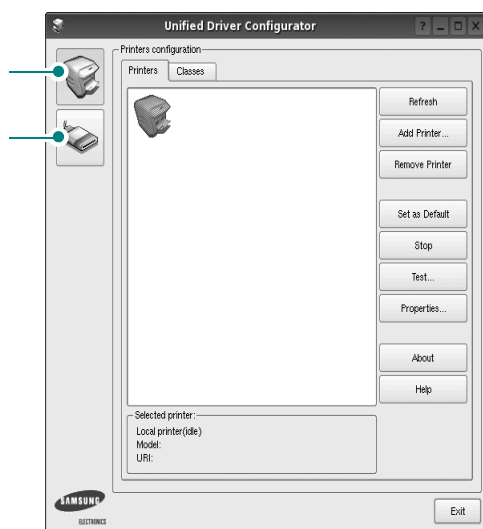 Unified Driver Configurator
Printers configuration
Printers
Classes
Refresh
Add Printer...
Remove Printer
Set as Default
Stop
Test...
Properties...
About
Help
Selected printer:
Local printer(idle)
Model:
URI:
SAMSUNG
ELECTRONICS
Exit